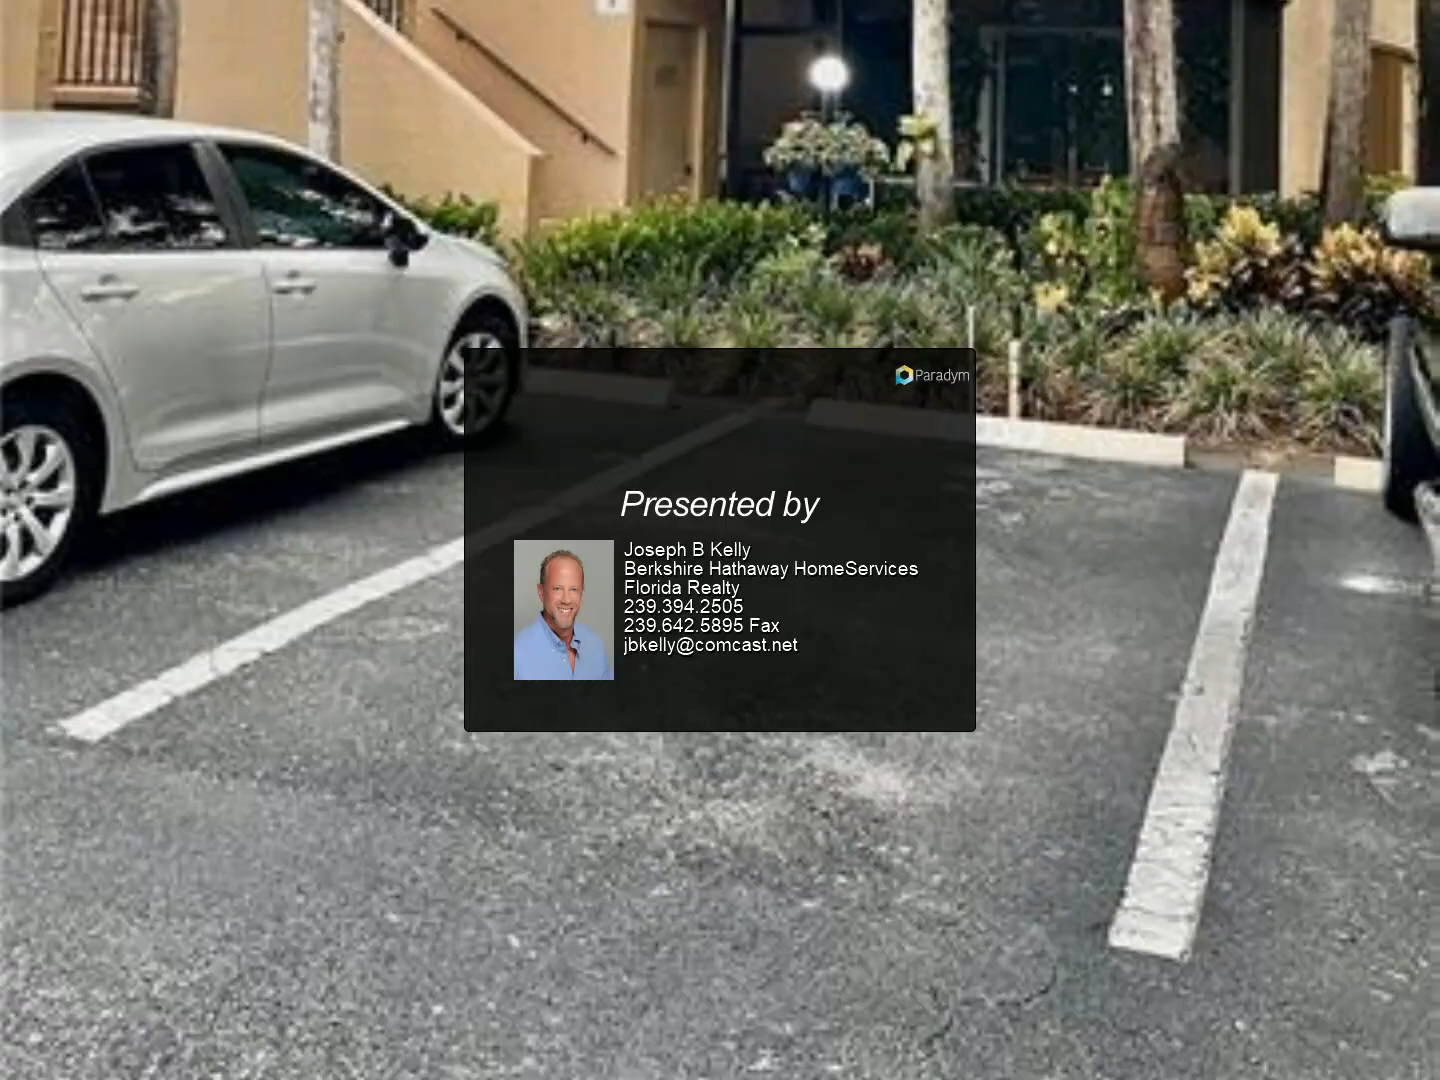 Paradym
Presented by
Joseph B Kelly
Berkshire Hathaway HomeServices
Florida Realty
239.394.2505
239.642.5895 Fax
jbkelly@comcast.net